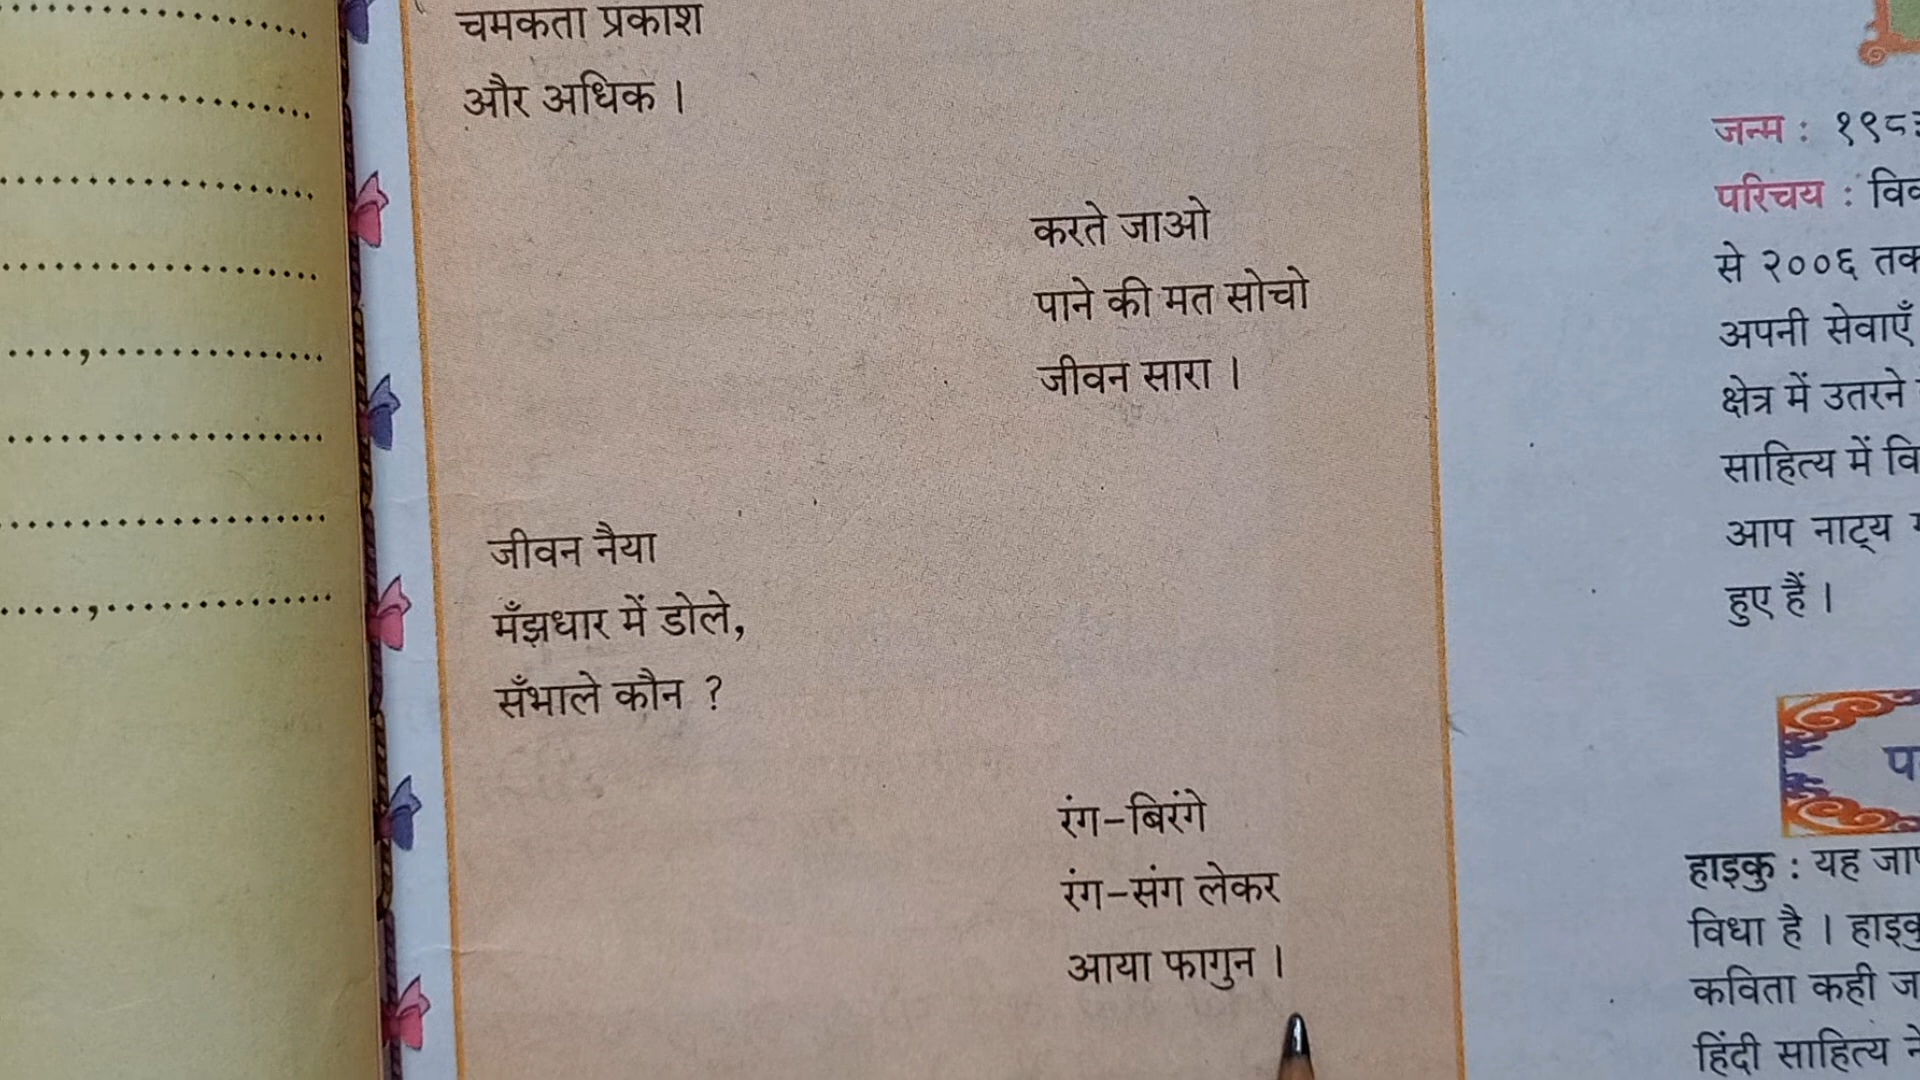 चमकता प्रकाश
और अधिक ।
करते जाओ
पाने की मत सोचो
जीवन सारा ।
जीवन नैया
मँझधार में डोले,
सँभाले कौन ?
रंग-बिरंगे
रंग-संग लेकर
आया फागुन ।
जन्म :
परिचय :
से २००६ तक
अपनी सेवाएँ
क्षेत्र में उतरने
साहित्य में
आप नाट्य
हुए हैं ।
हाइकु : यह
विधा है । हाइकु
कविता कही
हिंदी साहित्य